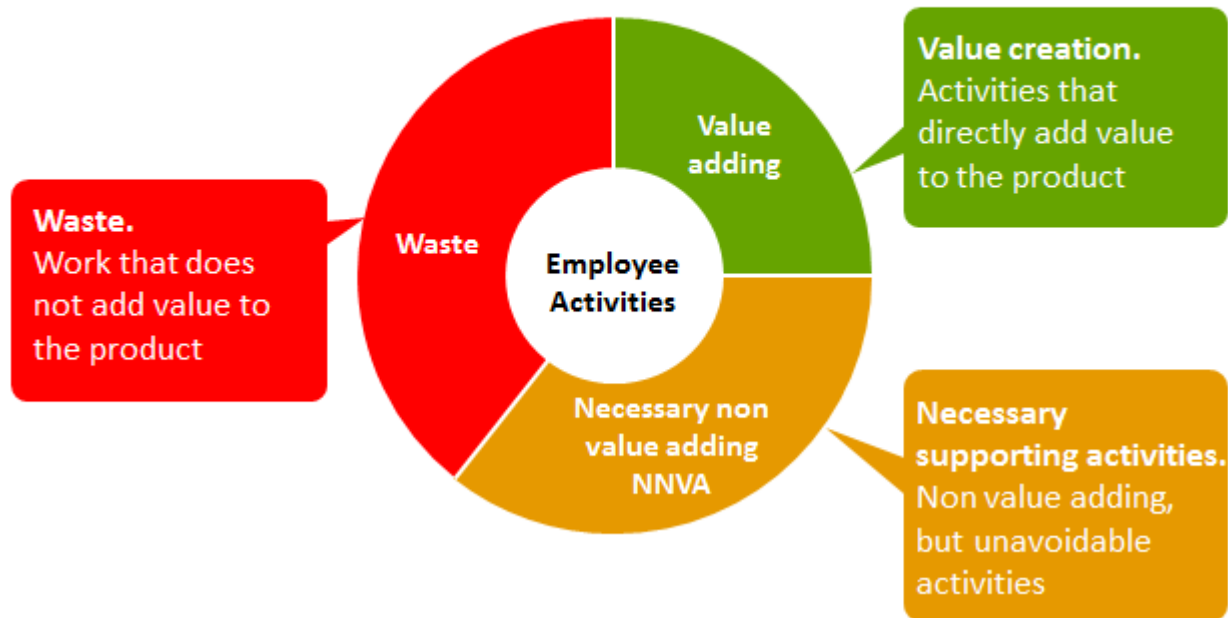 Value creation.
Activities that
directly add value
to the product
Value
adding
Waste.
Work that does
not add value to
the product
Waste
Employee
Activities
Necessary non
value adding
NNVA
Necessary
supporting activities.
Non value adding,
but unavoidable
activities